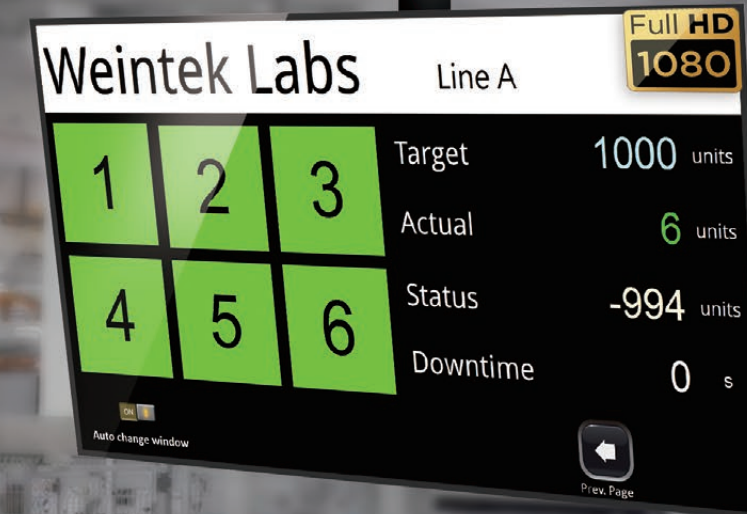 Weintek Labs
Line A
Full HD
1080
1 2 3
4 5 6
Target 1000 units
Actual 6 units
Status -994 units
Downtime 0 s
ON
Auto change window
Prev. Page